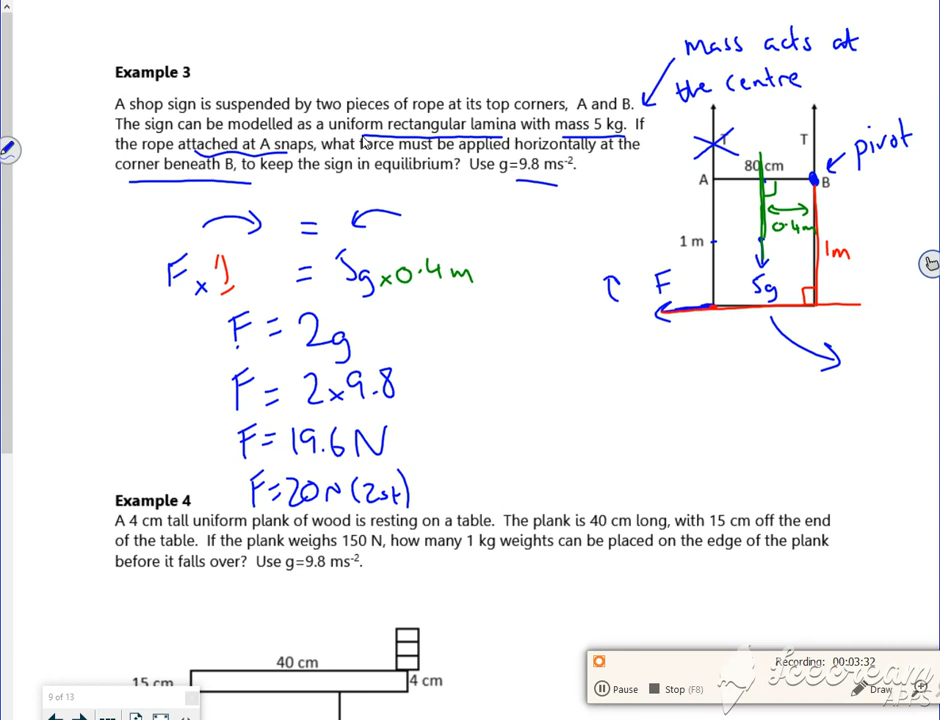 mass acts at
the centre
Example 3
A shop sign is suspended by two pieces of rope at its top corners, A and B.
The sign can be modelled as a uniform rectangular lamina with mass 5 kg. If
the rope attached at A snaps, what force must be applied horizontally at the
corner beneath B, to keep the sign in equilibrium? Use g=9.8 ms-2.
T
T
pivot
80 cm
A
B
0.4m
1 m
1m
F
5g
=
F x 1 = 5g x 0.4m
F = 2g
F = 2x9.8
F = 19.6N
F=20N (2sf)
Example 4
A 4 cm tall uniform plank of wood is resting on a table. The plank is 40 cm long, with 15 cm off the end
of the table. If the plank weighs 150 N, how many 1 kg weights can be placed on the edge of the plank
before it falls over? Use g=9.8 ms-2.
40 cm
15 cm
4 cm
9 of 13
Recording: 00:03:32
Pause
Stop (F8)
Draw
Icecream
APPS